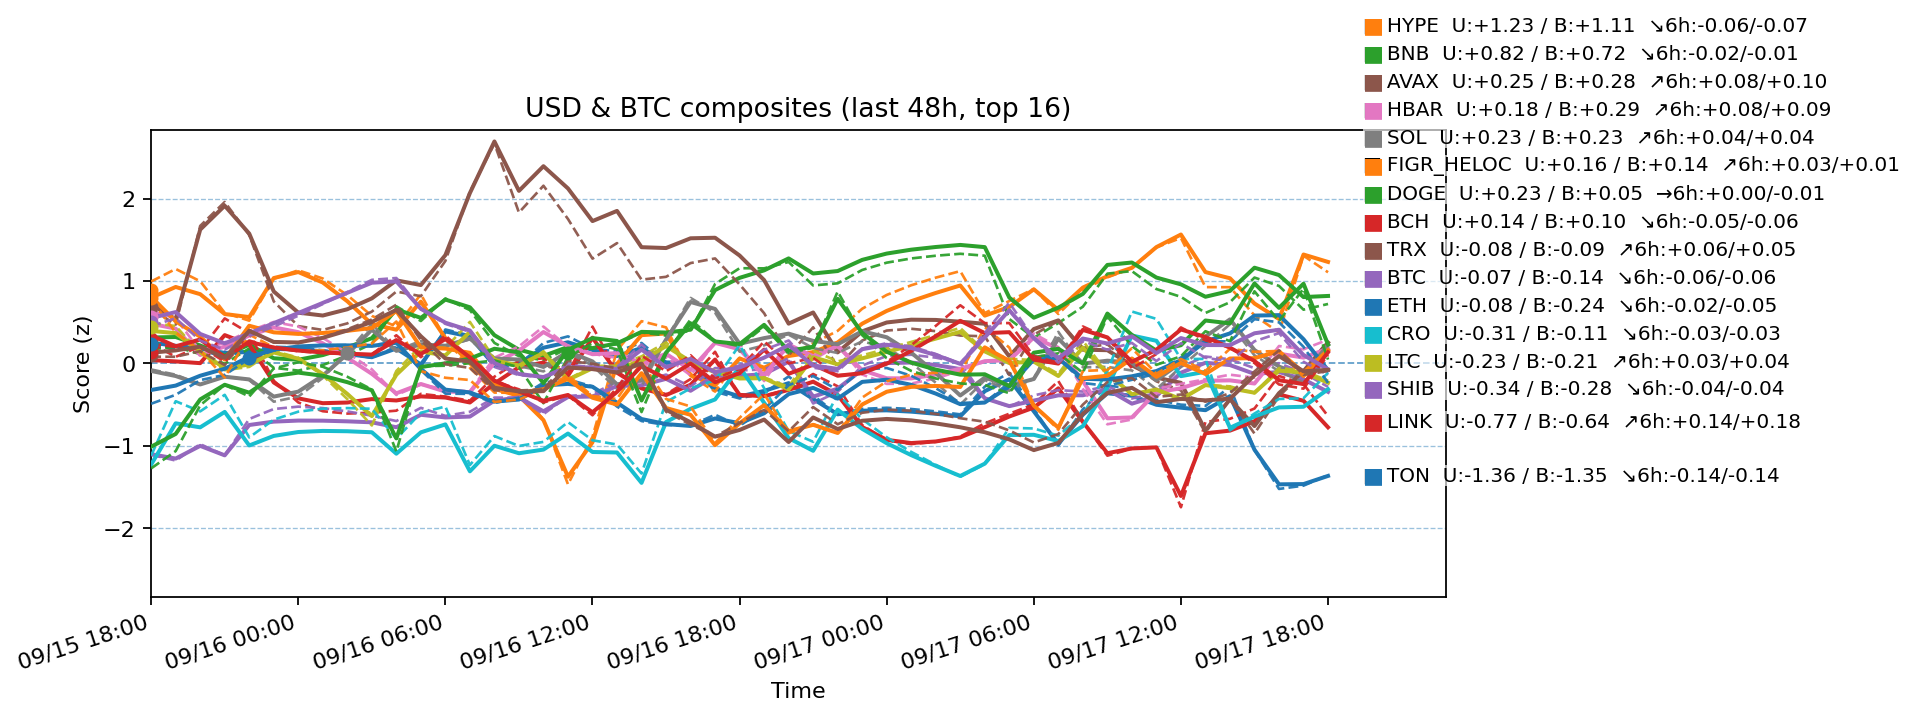 HYPE  U:+1.23 / B:+1.11  ↘6h:-0.06/-0.07
BNB  U:+0.82 / B:+0.72  ↘6h:-0.02/-0.01
AVAX  U:+0.25 / B:+0.28  ↗6h:+0.08/+0.10
HBAR  U:+0.18 / B:+0.29  ↗6h:+0.08/+0.09
SOL  U:+0.23 / B:+0.23  ↗6h:+0.04/+0.04
FIGR_HELOC  U:+0.16 / B:+0.14  ↗6h:+0.03/+0.01
DOGE  U:+0.23 / B:+0.05  →6h:+0.00/-0.01
BCH  U:+0.14 / B:+0.10  ↘6h:-0.05/-0.06
TRX  U:-0.08 / B:-0.09  ↗6h:+0.06/+0.05
BTC  U:-0.07 / B:-0.14  ↘6h:-0.06/-0.06
ETH  U:-0.08 / B:-0.24  ↘6h:-0.02/-0.05
CRO  U:-0.31 / B:-0.11  ↘6h:-0.03/-0.03
LTC  U:-0.23 / B:-0.21  ↗6h:+0.03/+0.04
SHIB  U:-0.34 / B:-0.28  ↘6h:-0.04/-0.04
LINK  U:-0.77 / B:-0.64  ↗6h:+0.14/+0.18
TON  U:-1.36 / B:-1.35  ↘6h:-0.14/-0.14
USD & BTC composites (last 48h, top 16)
Score (z)
2
1
0
−1
−2
09/15 18:00
09/16 00:00
09/16 06:00
09/16 12:00
09/16 18:00
09/17 00:00
09/17 06:00
09/17 12:00
09/17 18:00
Time